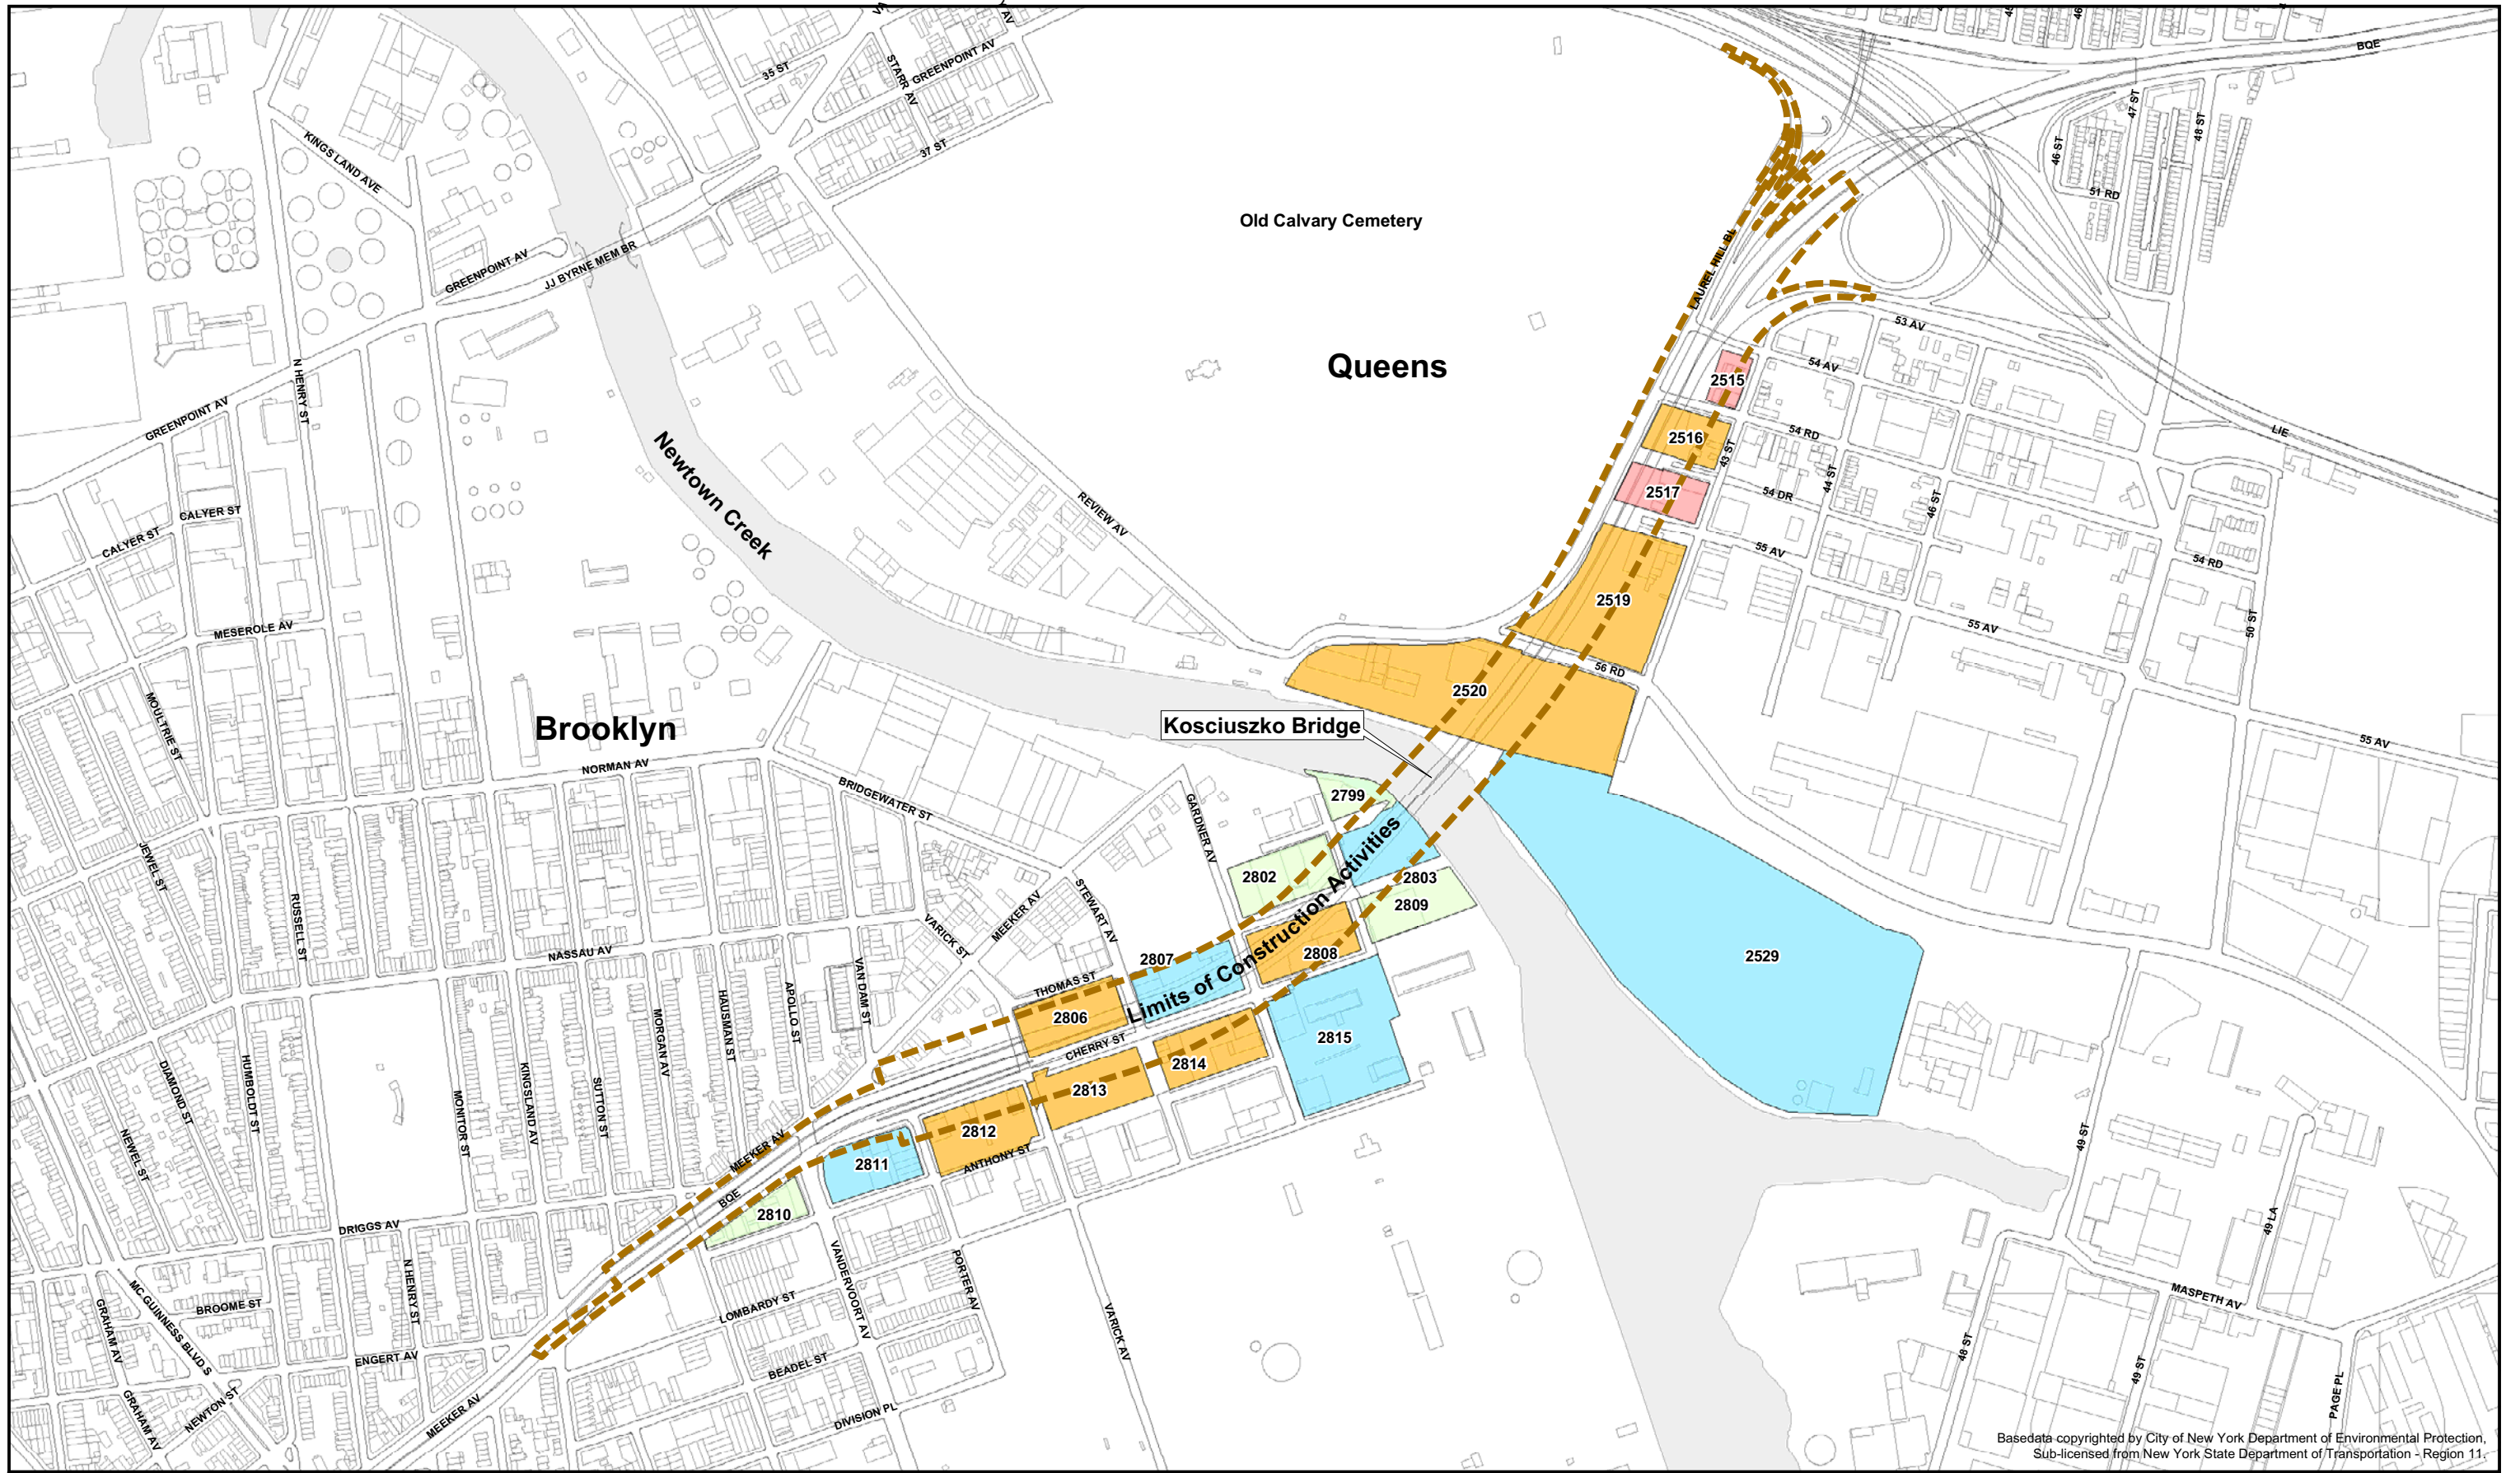 35 ST
STARR AV
GREENPOINT AV
37 ST
BQE
47 ST
48 ST
46 ST
51 RD
KINGS LAND AVE
Old Calvary Cemetery
GREENPOINT AV
JJ BYRNE MEM BR
LAUREL HILL BL
53 AV
54 AV
Queens
2515
N HENRY ST
GREENPOINT AV
2516
43 ST
54 RD
LIE
Newtown Creek
2517
54 DR
44 ST
46 ST
REVIEW AV
CALYER ST
CALYER ST
55 AV
54 RD
2519
MESEROLE AV
55 AV
50 ST
56 RD
2520
MOULTRIE ST
Brooklyn
Kosciuszko Bridge
55 AV
NORMAN AV
BRIDGEWATER ST
2799
GARDNER AV
JEWEL ST
2802
2803
2809
RUSSELL ST
STEWART AV
MEEKER AV
VARICK ST
Limits of Construction Activities
NASSAU AV
2807
2808
2529
VAN DAM ST
THOMAS ST
APOLLO ST
HAUSMAN ST
MORGAN AV
2806
2815
CHERRY ST
2814
2813
DIAMOND ST
HUMBOLDT ST
MONITOR ST
KINGSLAND AV
SUTTON ST
2812
NEWEL ST
MEEKER AV
2811
ANTHONY ST
49 ST
BQE
2810
DRIGGS AV
49 LA
N HENRY ST
VANDERVOORT AV
PORTER AV
MC GUINNESS BLVD S
BROOME ST
LOMBARDY ST
MASPETH AV
GRAHAM AV
VARICK AV
48 ST
ENGERT AV
BEADEL ST
49 ST
PAGE PL
GRAHAM AV
NEWTON ST
MEEKER AV
DIVISION PL
Basedata copyrighted by City of New York Department of Environmental Protection,
Sub-licensed from New York State Department of Transportation - Region 11.